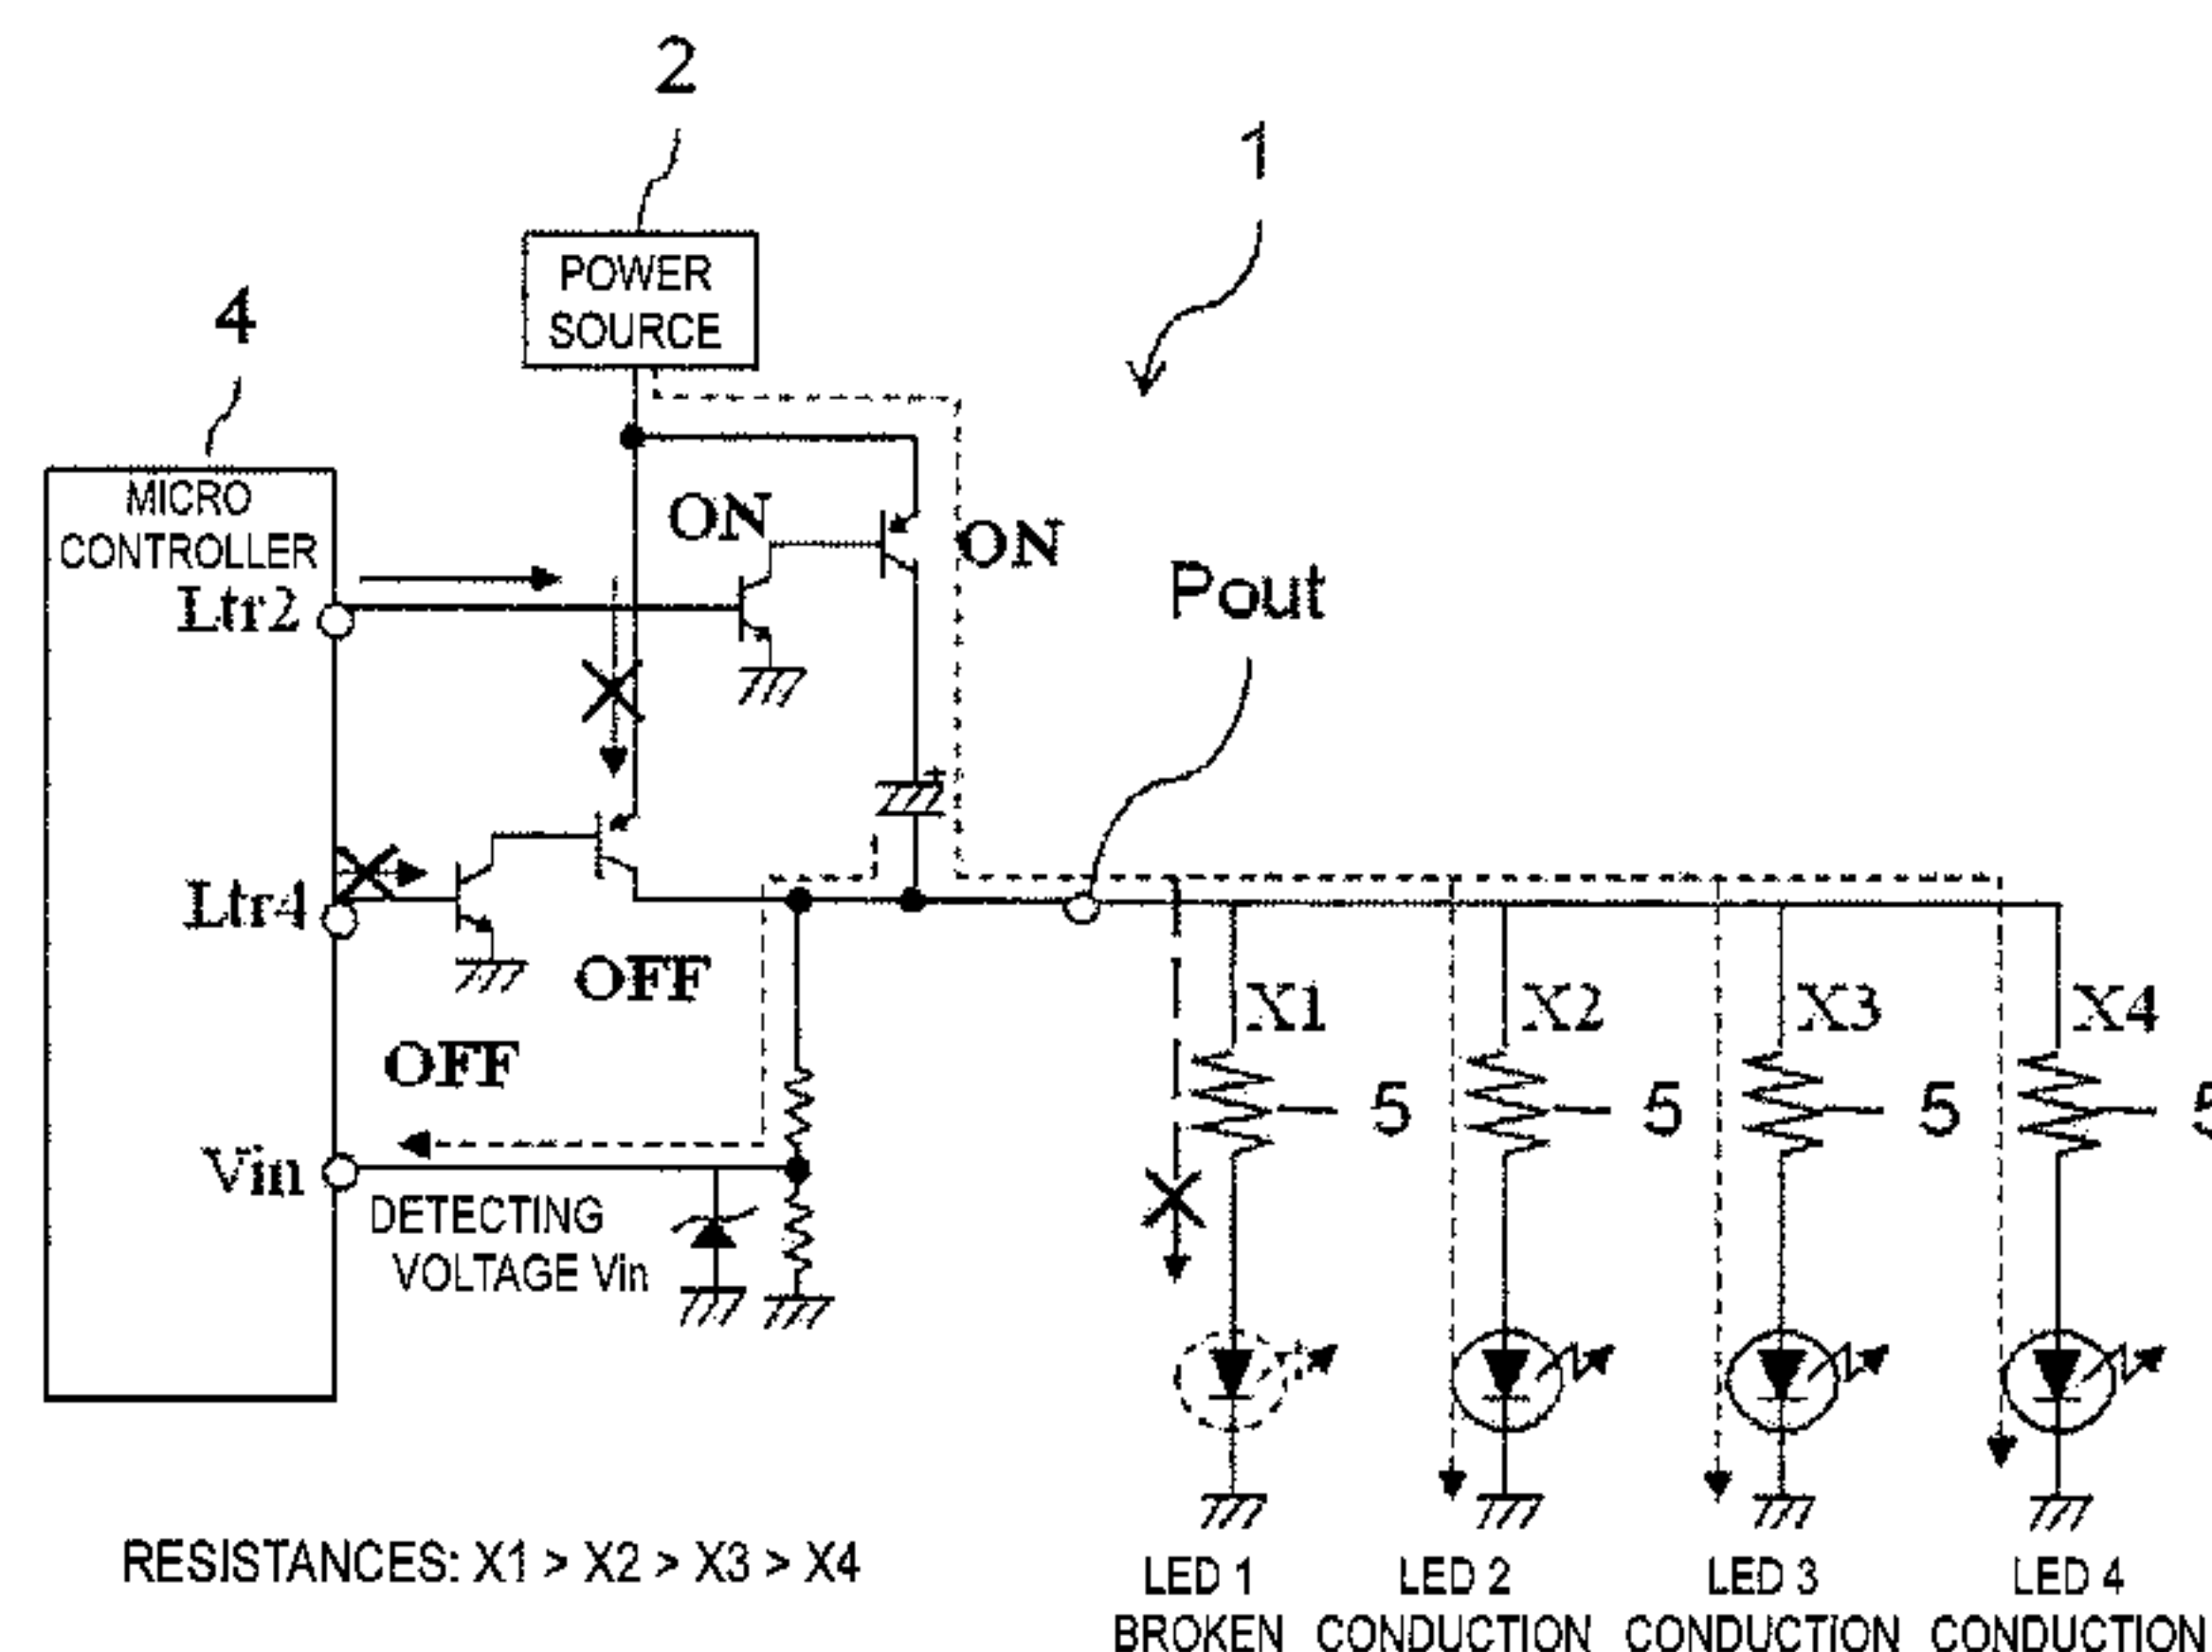 2
1
POWER
SOURCE
4
MICRO
CONTROLLER
ON
ON
Ltr2
Pout
+
Ltr4
OFF
OFF
X1
X2
X3
X4
5
5
5
5
Vin
DETECTING
VOLTAGE Vin
RESISTANCES: X1 > X2 > X3 > X4
LED 1 LED 2 LED 3 LED 4
BROKEN CONDUCTION CONDUCTION CONDUCTION